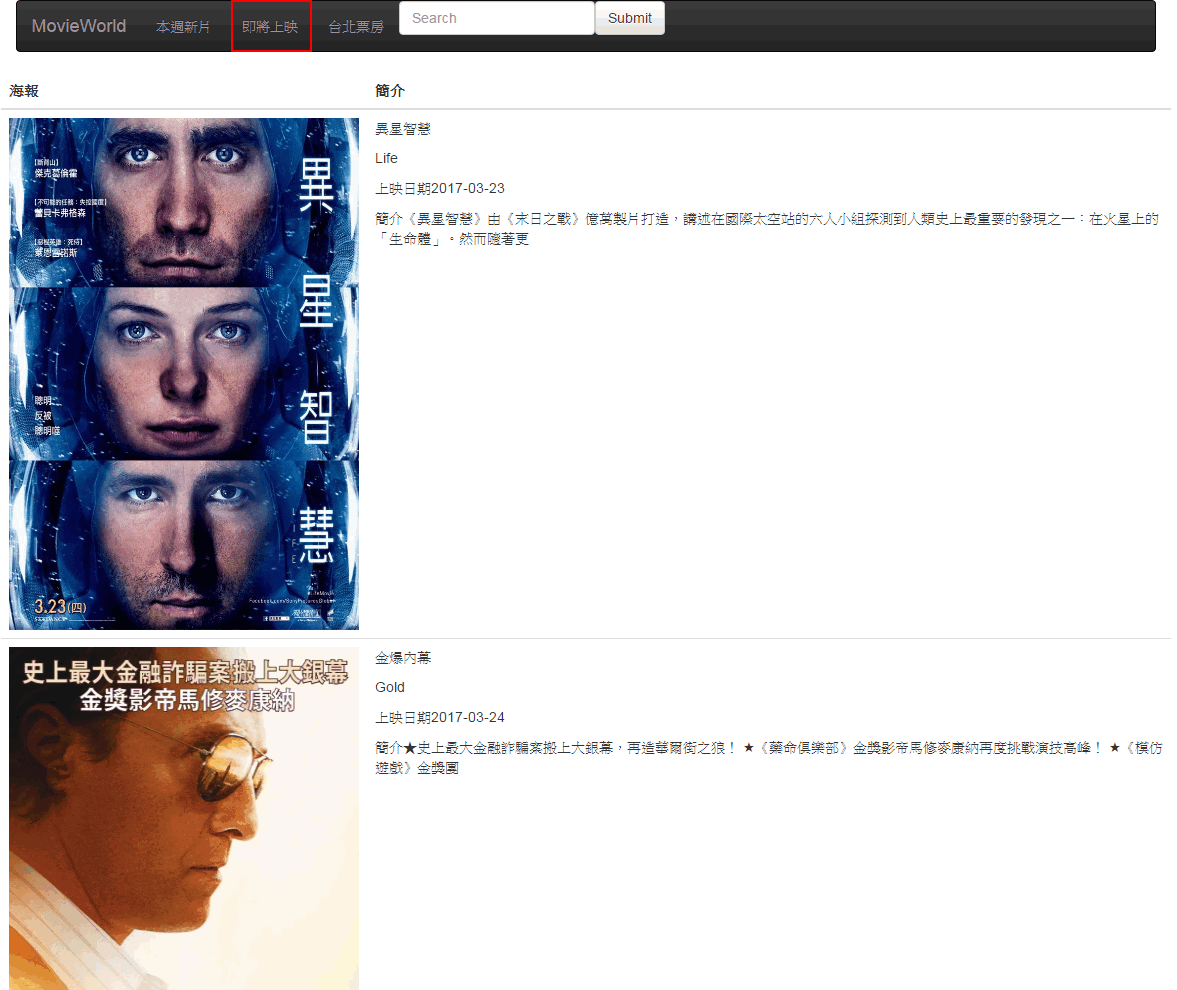 MovieWorld 本週新片 即將上映 台北票房 Search Submit
海報 簡介
【斷背山】
傑克葛倫霍
【不可能的任務：失控國度】
蕾貝卡弗格森
【惡棍英雄：死侍】
萊恩雷諾斯
異
星
智
慧
聰明
反被
聰明噬
LIFE
3.23(四)
異星智慧
Life
上映日期2017-03-23
簡介《異星智慧》由《末日之戰》億萬製片打造，講述在國際太空站的六人小組探測到人類史上最重要的發現之一：在火星上的
「生命體」。然而隨著更
史上最大金融詐騙案搬上大銀幕
金獎影帝馬修麥康納
金爆內幕
Gold
上映日期2017-03-24
簡介★史上最大金融詐騙案搬上大銀幕，再造華爾街之狼！ ★《藥命俱樂部》金獎影帝馬修麥康納再度挑戰演技高峰！ ★《模仿
遊戲》金獎團